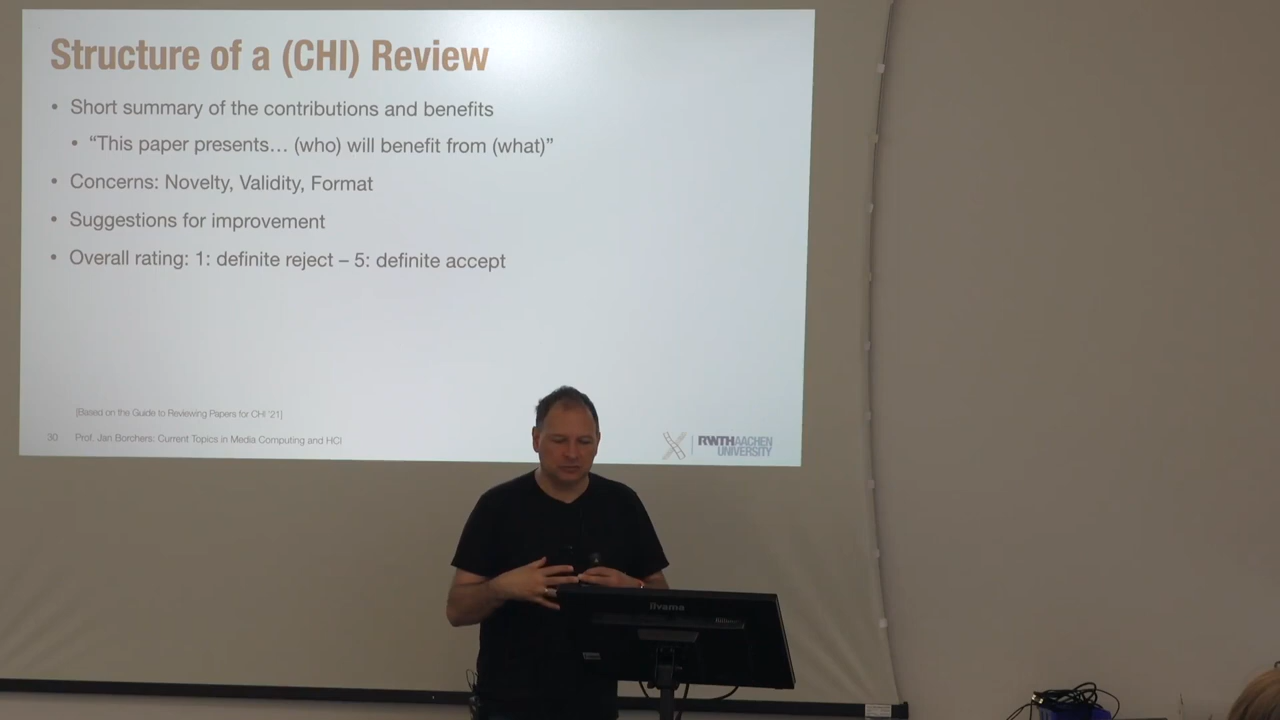 Structure of a (CHI) Review
• Short summary of the contributions and benefits
• “This paper presents… (who) will benefit from (what)”
• Concerns: Novelty, Validity, Format
• Suggestions for improvement
• Overall rating: 1: definite reject – 5: definite accept
[Based on the Guide to Reviewing Papers for CHI '21]
30 Prof. Jan Borchers: Current Topics in Media Computing and HCI
RWTHAACHEN
UNIVERSITY
iiyama